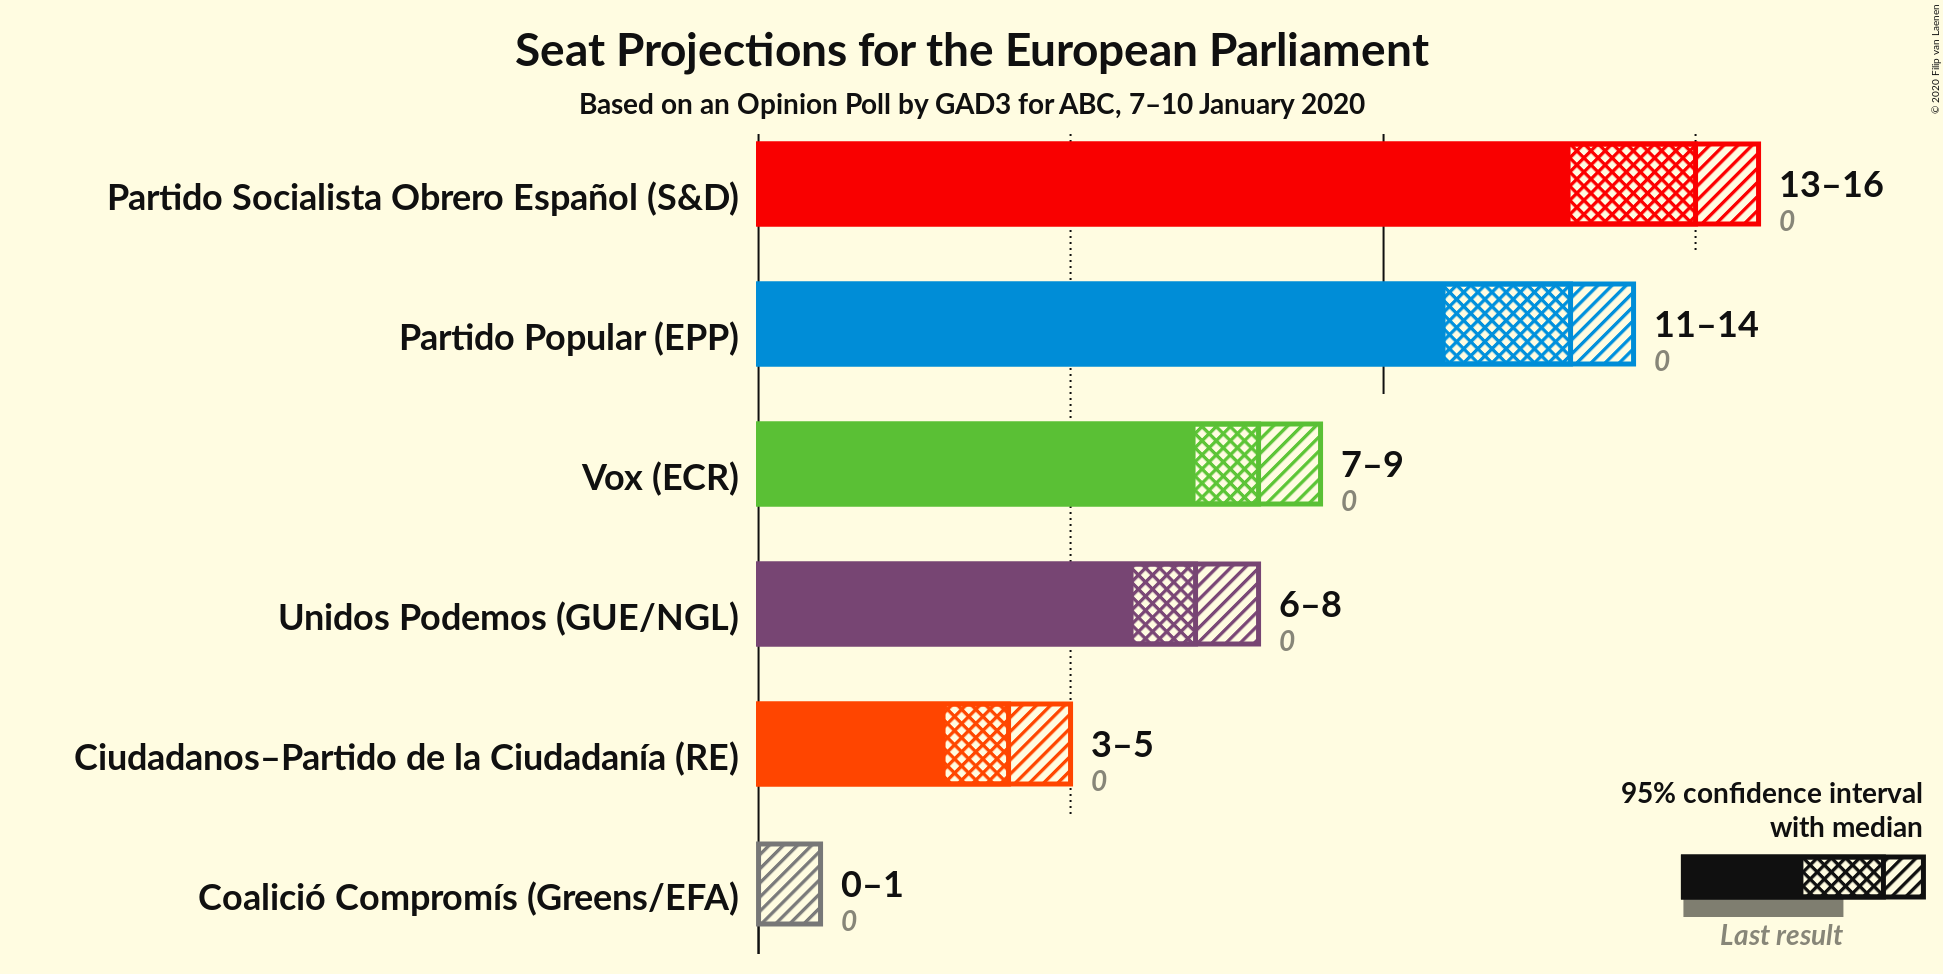 Seat Projections for the European Parliament
Based on an Opinion Poll by GAD3 for ABC, 7–10 January 2020
© 2020 Filip van Laenen
Partido Socialista Obrero Español (S&D)
13–16
0
Partido Popular (EPP)
11–14
0
Vox (ECR)
7–9
0
Unidos Podemos (GUE/NGL)
6–8
0
Ciudadanos–Partido de la Ciudadanía (RE)
3–5
0
Coalició Compromís (Greens/EFA)
0–1
0
95% confidence interval
with median
Last result